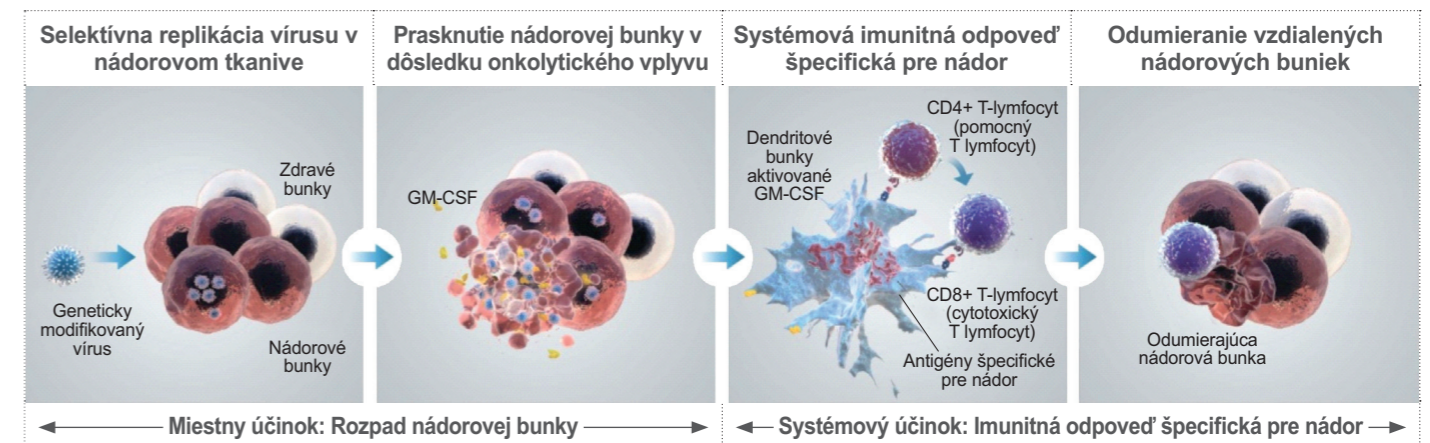 Selektívna replikácia vírusu v
nádorovom tkanive
Prasknutie nádorovej bunky v
dôsledku onkolytického vplyvu
Systémová imunitná odpoveď
špecifická pre nádor
Odumieranie vzdialených
nádorových buniek
Zdravé
bunky
Geneticky
modifikovaný
vírus
Nádorové
bunky
GM-CSF
Dendritové
bunky
aktivované
GM-CSF
CD4+ T-lymfocyt
(pomocný
T lymfocyt)
CD8+ T-lymfocyt
(cytotoxický
T lymfocyt)
Antigény špecifické
pre nádor
Odumierajúca
nádorová bunka
Miestny účinok: Rozpad nádorovej bunky
Systémový účinok: Imunitná odpoveď špecifická pre nádor